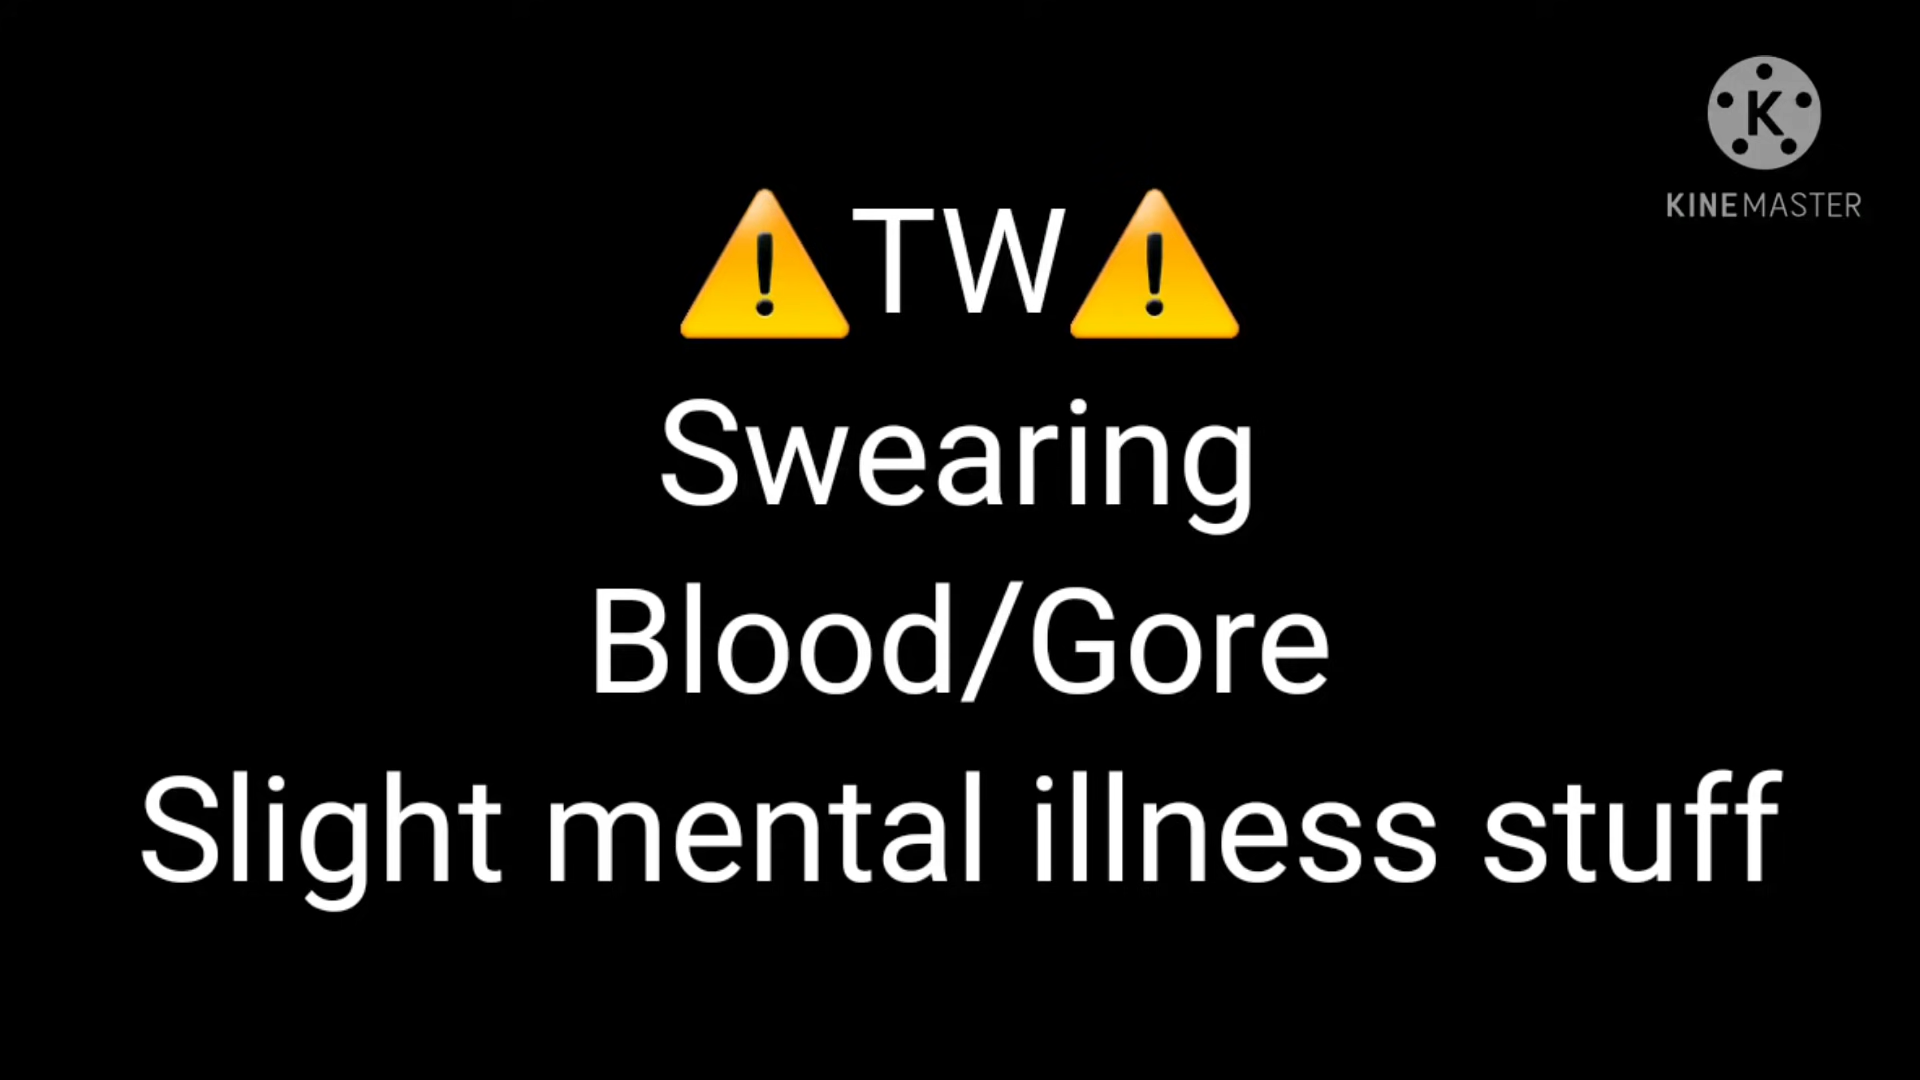 K
KINEMASTER
⚠️TW⚠️
Swearing
Blood/Gore
Slight mental illness stuff